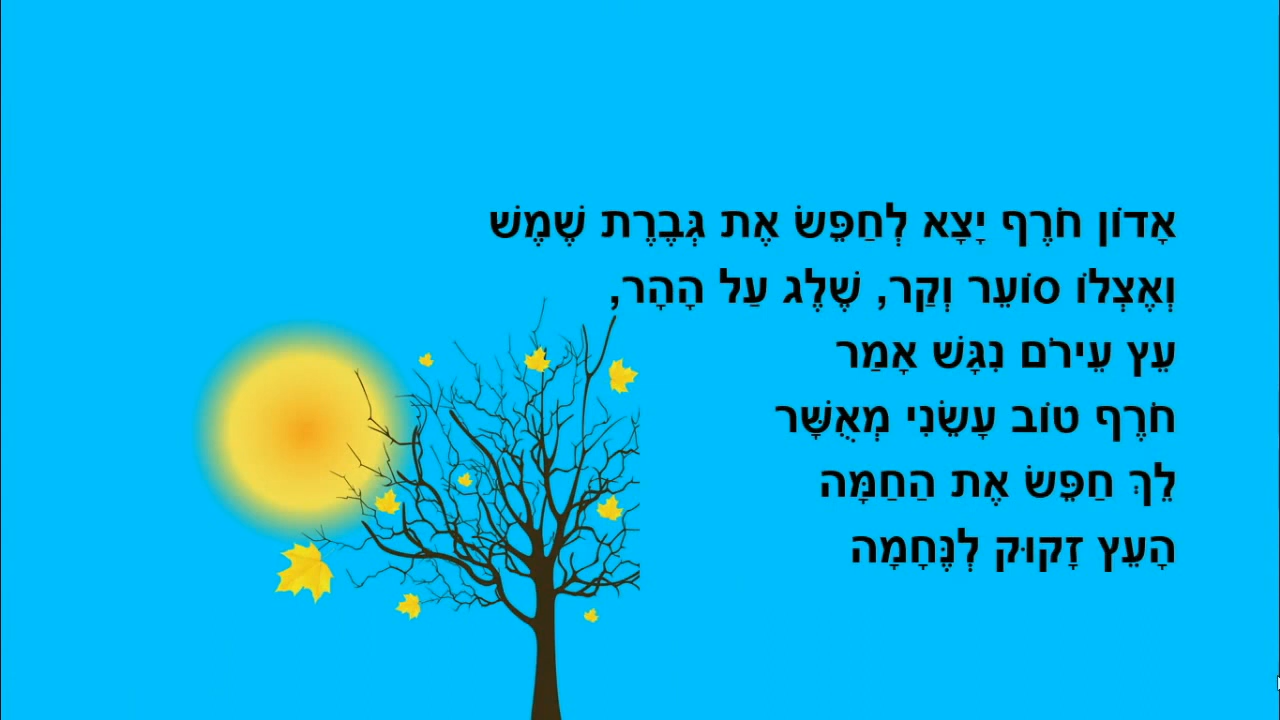 אָדוֹן חֹרֶף יָצָא לְחַפֵּשׂ אֶת גְּבֶרֶת שֶׁמֶשׁ
וְאֶצְלוֹ סוֹעֵר וְקַר, שֶׁלֶג עַל הָהָר,
עֵץ עֵירֹם נִגָּשׁ אָמַר
חֹרֶף טוֹב עָשֵׂנִי מְאֻשָּׁר
לֵךְ חַפֵּשׂ אֶת הַחַמָּה
הָעֵץ זָקוּק לְנֶּחָמָה